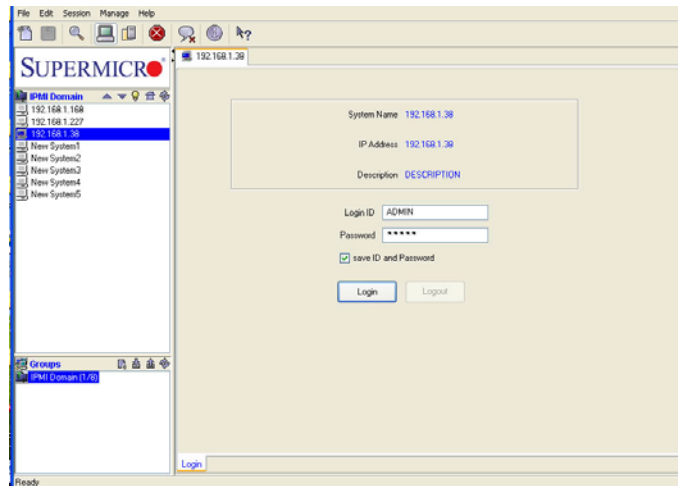 File Edit Session Manage Help
SUPERMICRO
192.168.1.38
IPMI Domain
192.168.1.168
192.168.1.227
192.168.1.38
New System1
New System2
New System3
New System4
New System5
System Name 192.168.1.38
IP Address 192.168.1.38
Description DESCRIPTION
Login ID ADMIN
Password *****
save ID and Password
Login Logout
Groups
IPMI Domain (1/8)
Login
Ready